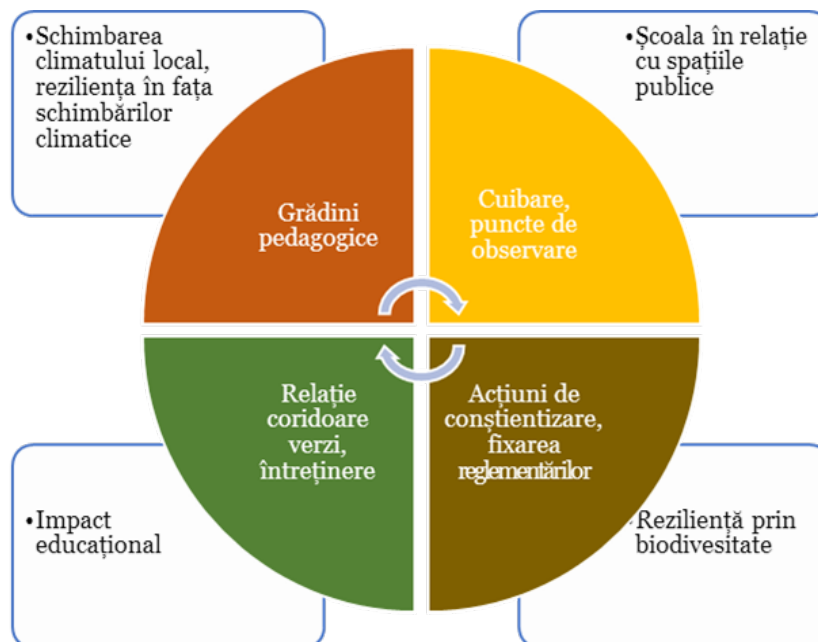 •Schimbarea
climatului local,
reziliența în fața
schimbărilor
climatice
•Școala în relație
cu spațiile
publice
Grădini
pedagogice
Cuibare,
puncte de
observare
Relație
coridoare
verzi,
întreținere
Acțiuni de
conștientizare,
fixarea
reglementărilor
•Impact
educațional
•Reziliență prin
biodivesitate